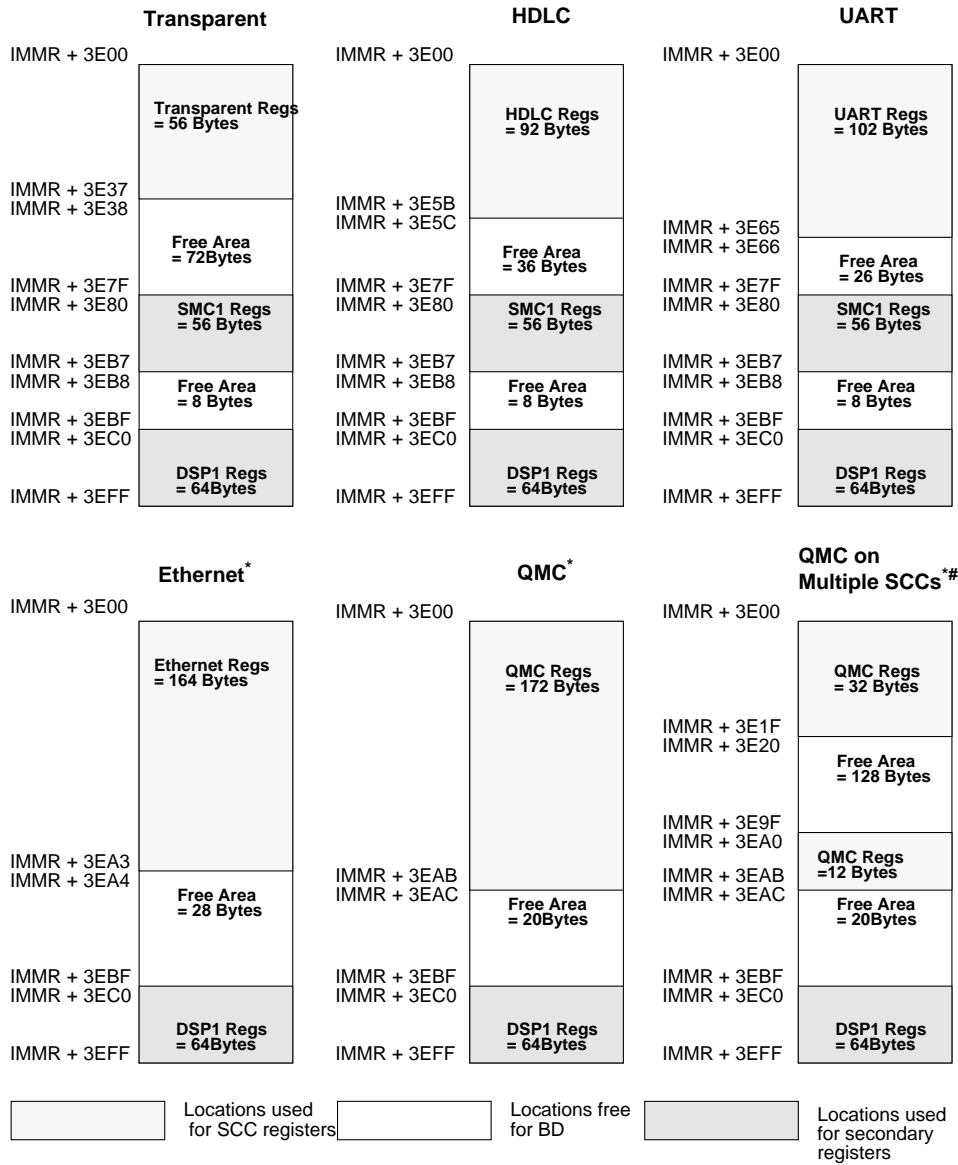 Transparent
IMMR + 3E00
Transparent Regs
= 56 Bytes
IMMR + 3E37
IMMR + 3E38
Free Area
= 72Bytes
IMMR + 3E7F
IMMR + 3E80
SMC1 Regs
= 56 Bytes
IMMR + 3EB7
IMMR + 3EB8
Free Area
= 8 Bytes
IMMR + 3EBF
IMMR + 3EC0
DSP1 Regs
= 64Bytes
IMMR + 3EFF
HDLC
IMMR + 3E00
HDLC Regs
= 92 Bytes
IMMR + 3E5B
IMMR + 3E5C
Free Area
= 36 Bytes
IMMR + 3E7F
IMMR + 3E80
SMC1 Regs
= 56 Bytes
IMMR + 3EB7
IMMR + 3EB8
Free Area
= 8 Bytes
IMMR + 3EBF
IMMR + 3EC0
DSP1 Regs
= 64Bytes
IMMR + 3EFF
UART
IMMR + 3E00
UART Regs
= 102 Bytes
IMMR + 3E65
IMMR + 3E66
Free Area
= 26 Bytes
IMMR + 3E7F
IMMR + 3E80
SMC1 Regs
= 56 Bytes
IMMR + 3EB7
IMMR + 3EB8
Free Area
= 8 Bytes
IMMR + 3EBF
IMMR + 3EC0
DSP1 Regs
= 64Bytes
IMMR + 3EFF
Ethernet*
IMMR + 3E00
Ethernet Regs
= 164 Bytes
IMMR + 3EA3
IMMR + 3EA4
Free Area
= 28 Bytes
IMMR + 3EBF
IMMR + 3EC0
DSP1 Regs
= 64Bytes
IMMR + 3EFF
QMC*
IMMR + 3E00
QMC Regs
= 172 Bytes
IMMR + 3EAB
IMMR + 3EAC
Free Area
= 20Bytes
IMMR + 3EBF
IMMR + 3EC0
DSP1 Regs
= 64Bytes
IMMR + 3EFF
QMC on
Multiple SCCs*#
IMMR + 3E00
QMC Regs
= 32 Bytes
IMMR + 3E1F
IMMR + 3E20
Free Area
= 128 Bytes
IMMR + 3E9F
IMMR + 3EA0
QMC Regs
=12 Bytes
IMMR + 3EAB
IMMR + 3EAC
Free Area
= 20Bytes
IMMR + 3EBF
IMMR + 3EC0
DSP1 Regs
= 64Bytes
IMMR + 3EFF
Locations used
for SCC registers
Locations free
for BD
Locations used
for secondary
registers